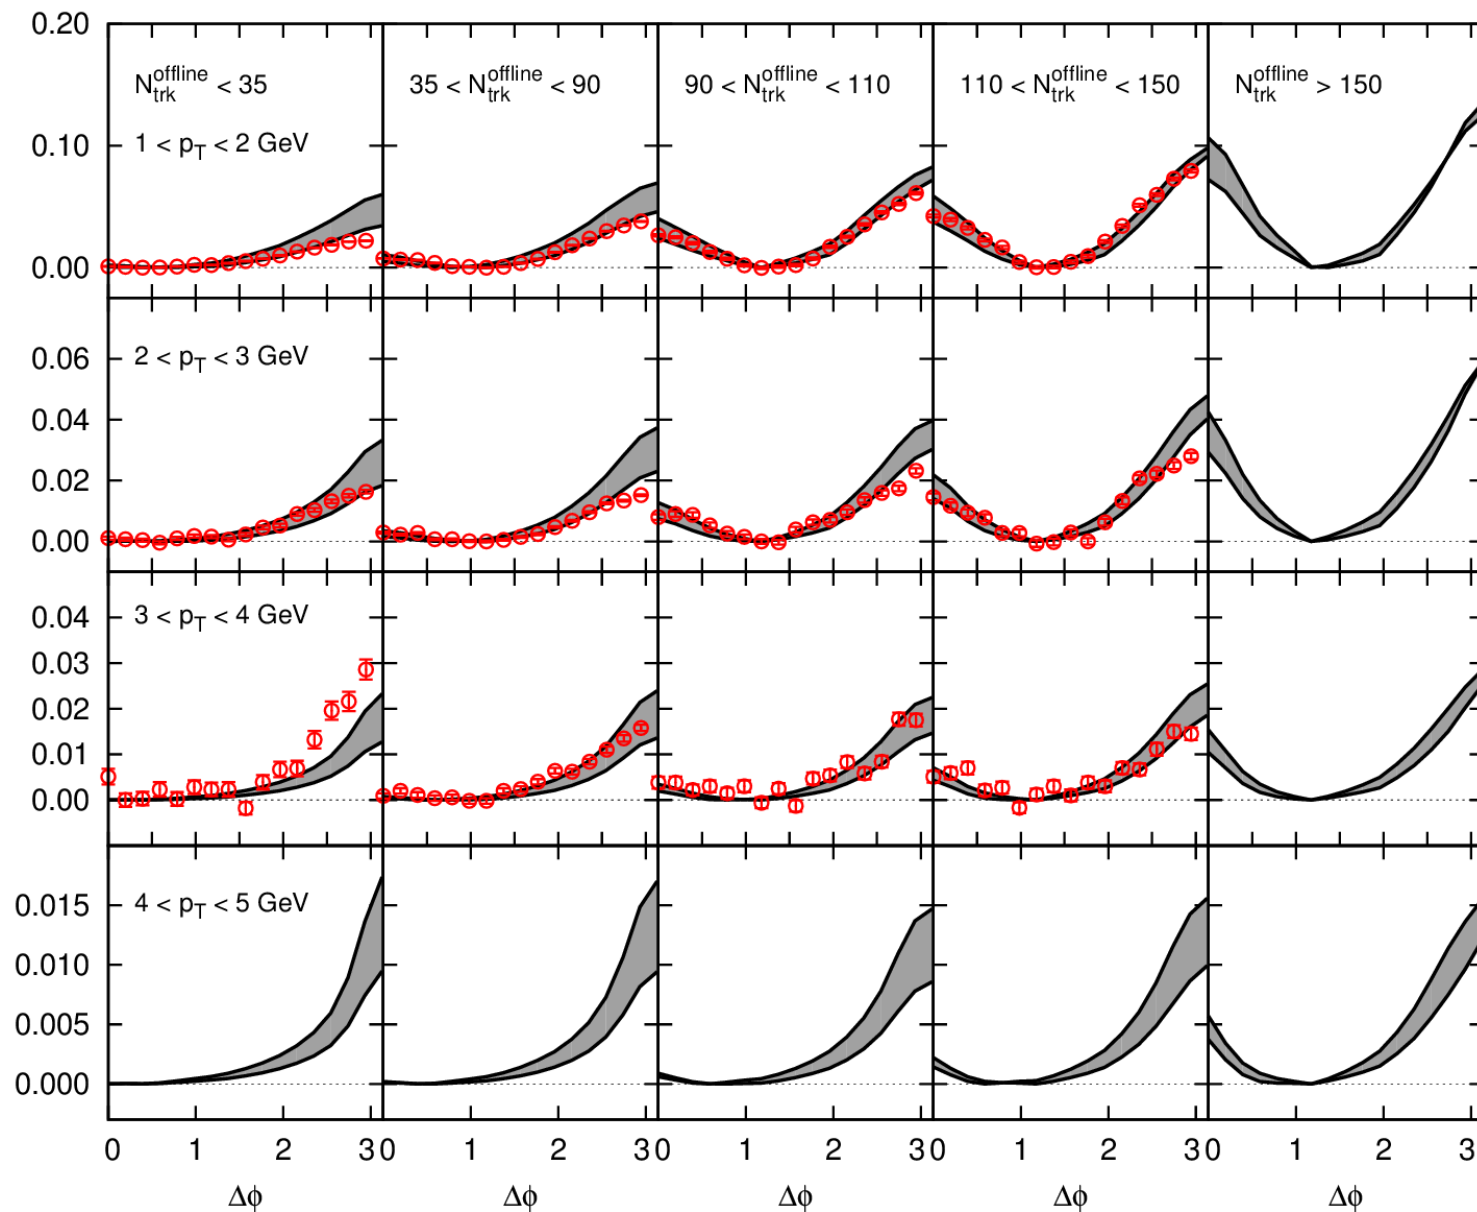 0.20
N_trk^offline < 35
35 < N_trk^offline < 90
90 < N_trk^offline < 110
110 < N_trk^offline < 150
N_trk^offline > 150
1 < p_T < 2 GeV
0.10
0.00
2 < p_T < 3 GeV
0.06
0.04
0.02
0.00
3 < p_T < 4 GeV
0.04
0.03
0.02
0.01
0.00
4 < p_T < 5 GeV
0.015
0.010
0.005
0.000
0 1 2 3 0 1 2 3 0 1 2 3 0 1 2 3 0 1 2 3
Δϕ Δϕ Δϕ Δϕ Δϕ